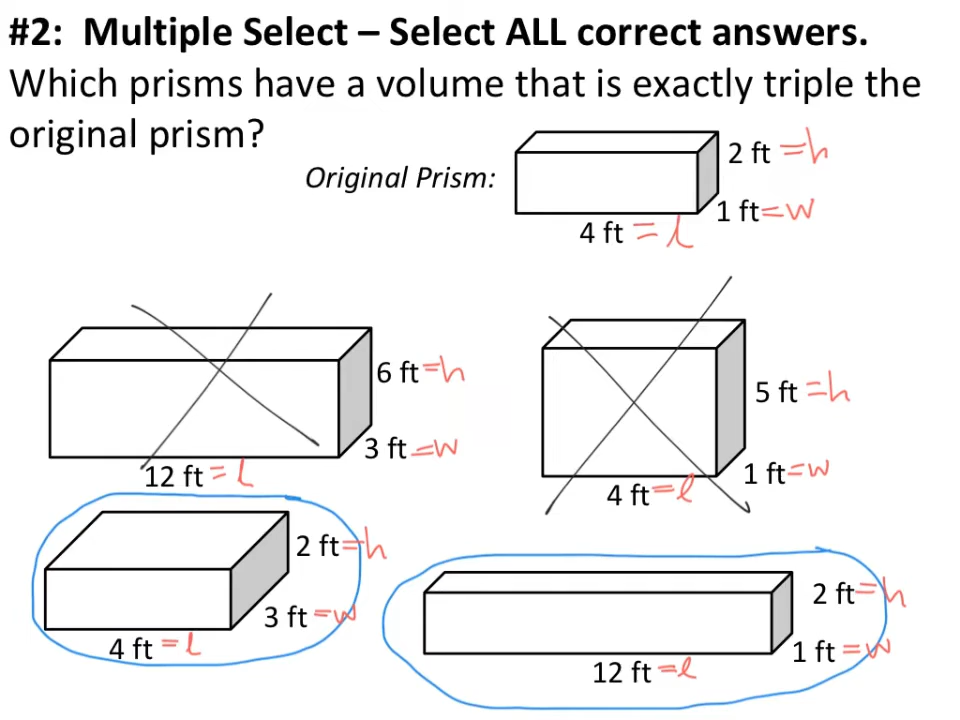 #2:  Multiple Select – Select ALL correct answers.
Which prisms have a volume that is exactly triple the
original prism?
Original Prism:
2 ft =h
1 ft=w
4 ft =l
6 ft=h
3 ft=w
12 ft=L
5 ft =h
1 ft=w
4 ft=l
2 ft=h
3 ft=w
4 ft =l
2 ft=h
1 ft=w
12 ft=l